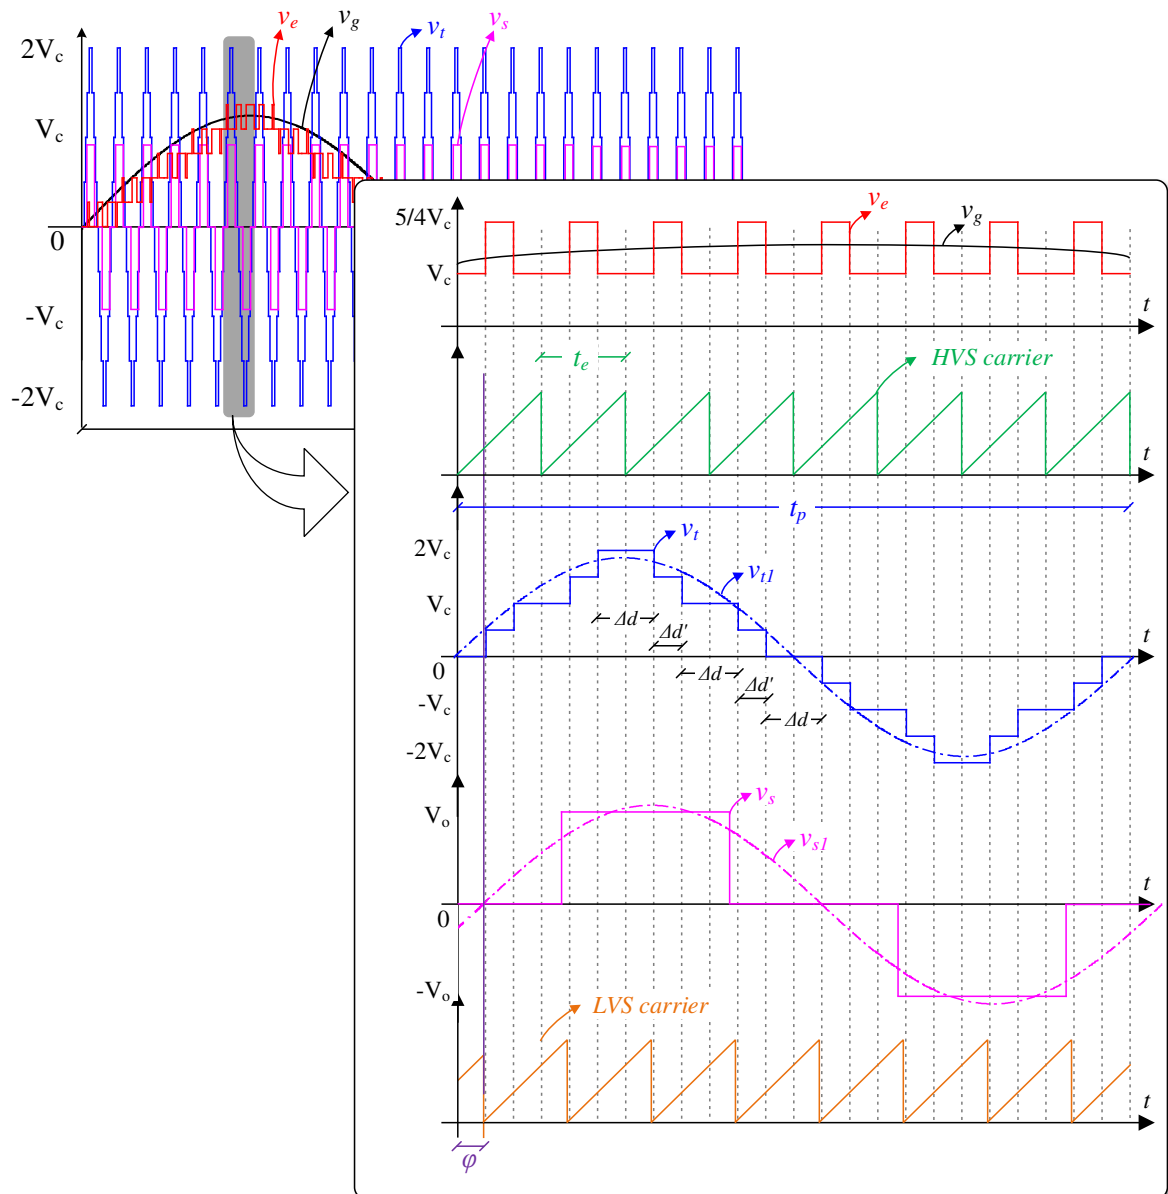 v_e v_g v_t v_s
2V_c
V_c
0
-V_c
-2V_c
5/4V_c v_e v_g
V_c
t
t_e HVS carrier
t
t_p
2V_c v_t
v_t1
V_c
Δd Δd'
0 t
Δd Δd'
-V_c Δd
-2V_c
V_o v_s
v_s1
t
0
-V_o
LVS carrier
t
φ